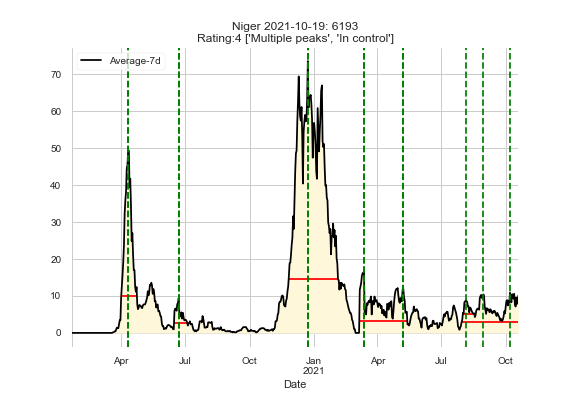 Niger 2021-10-19: 6193
Rating:4 ['Multiple peaks', 'In control']
Average-7d
70
60
50
40
30
20
10
0
Apr Jul Oct Jan Apr Jul Oct
2021
Date